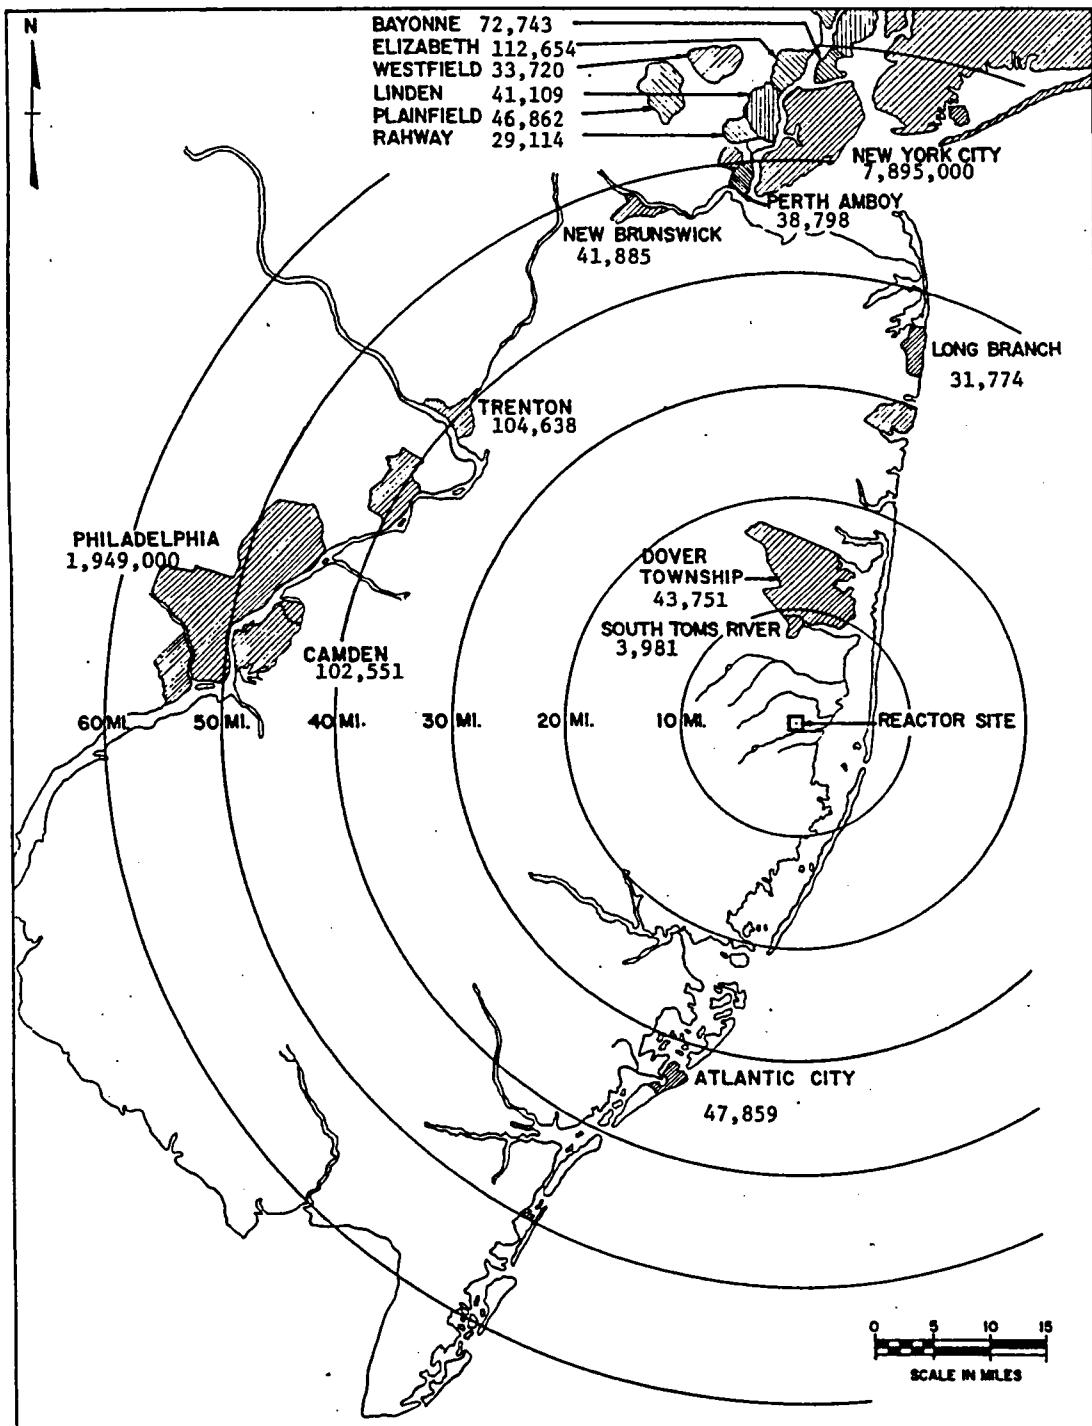 N
BAYONNE 72,743
ELIZABETH 112,654
WESTFIELD 33,720
LINDEN 41,109
PLAINFIELD 46,862
RAHWAY 29,114
NEW YORK CITY
7,895,000
PERTH AMBOY
38,798
NEW BRUNSWICK
41,885
LONG BRANCH
31,774
TRENTON
104,638
PHILADELPHIA
1,949,000
DOVER
TOWNSHIP
43,751
SOUTH TOMS RIVER
3,981
CAMDEN
102,551
60 MI. 50 MI. 40 MI. 30 MI. 20 MI. 10 MI. REACTOR SITE
ATLANTIC CITY
47,859
0 5 10 15
SCALE IN MILES